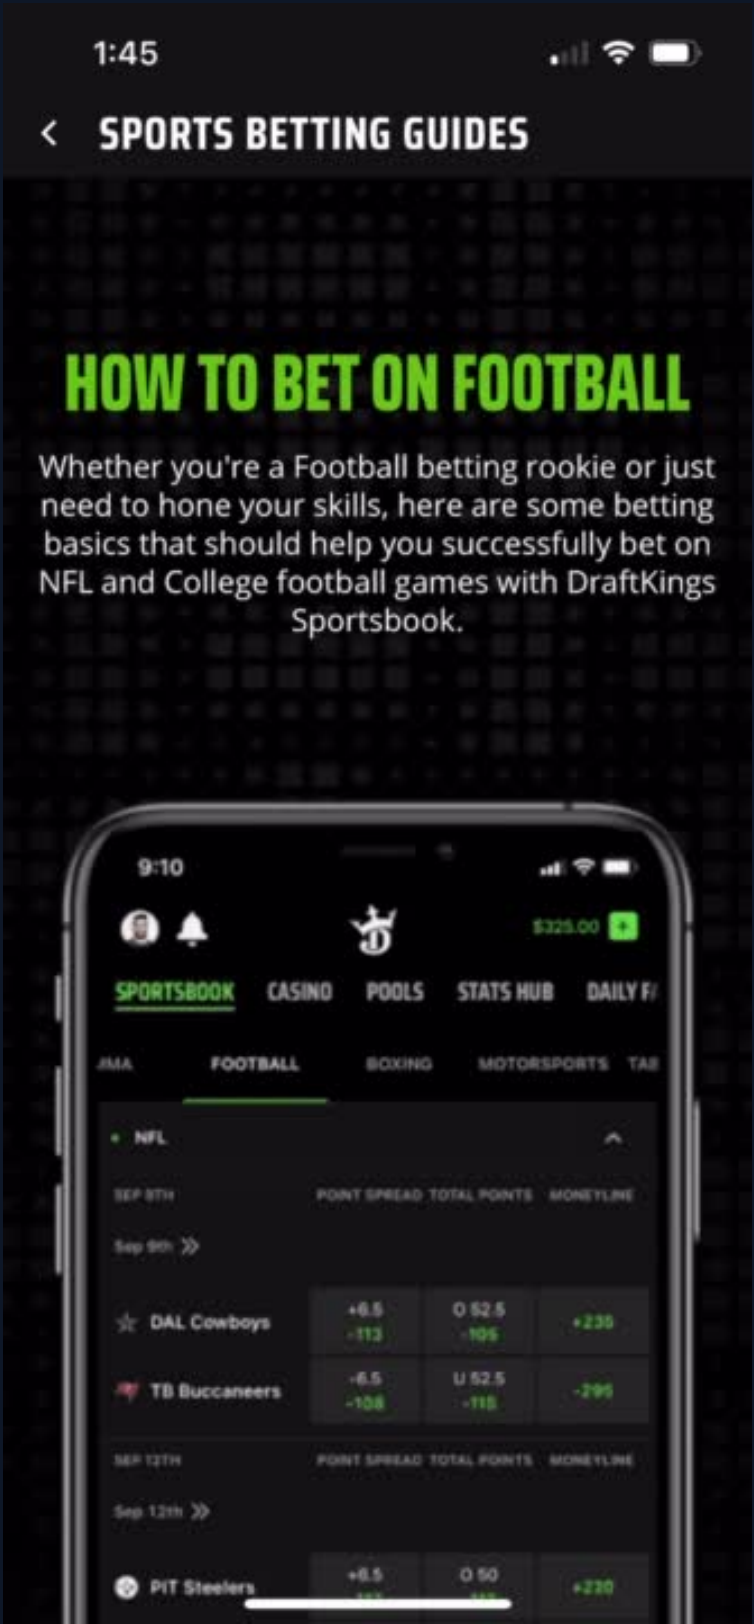 1:45
SPORTS BETTING GUIDES
HOW TO BET ON FOOTBALL
Whether you're a Football betting rookie or just
need to hone your skills, here are some betting
basics that should help you successfully bet on
NFL and College football games with DraftKings
Sportsbook.
9:10
$325.00 +
SPORTSBOOK CASINO POOLS STATS HUB DAILY
FOOTBALL BOXING MOTORSPORTS
NFL
SEP 9TH POINT SPREAD TOTAL POINTS MONEYLINE
Sep 9th
+6.5 O 52.5
DAL Cowboys +235
-113 -105
-6.5 U 52.5
TB Buccaneers -295
-108 -115
SEP 12TH POINT SPREAD TOTAL POINTS MONEYLINE
Sep 12th
+6.5 O 50
PIT Steelers +230